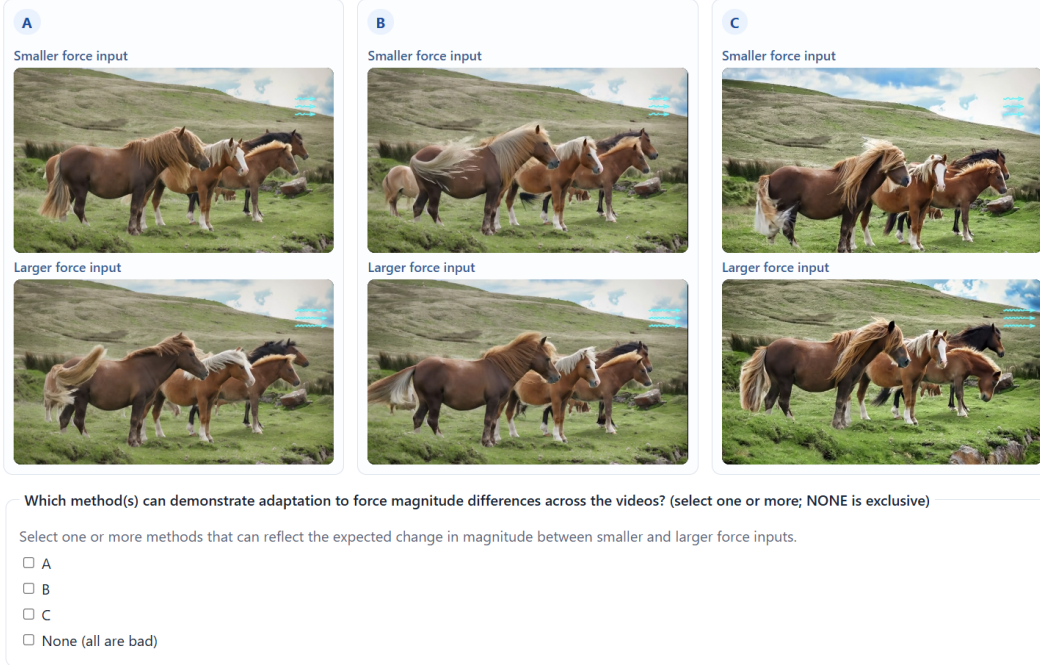 A
Smaller force input
Larger force input
B
Smaller force input
Larger force input
C
Smaller force input
Larger force input
Which method(s) can demonstrate adaptation to force magnitude differences across the videos? (select one or more; NONE is exclusive)
Select one or more methods that can reflect the expected change in magnitude between smaller and larger force inputs.
A
B
C
None (all are bad)